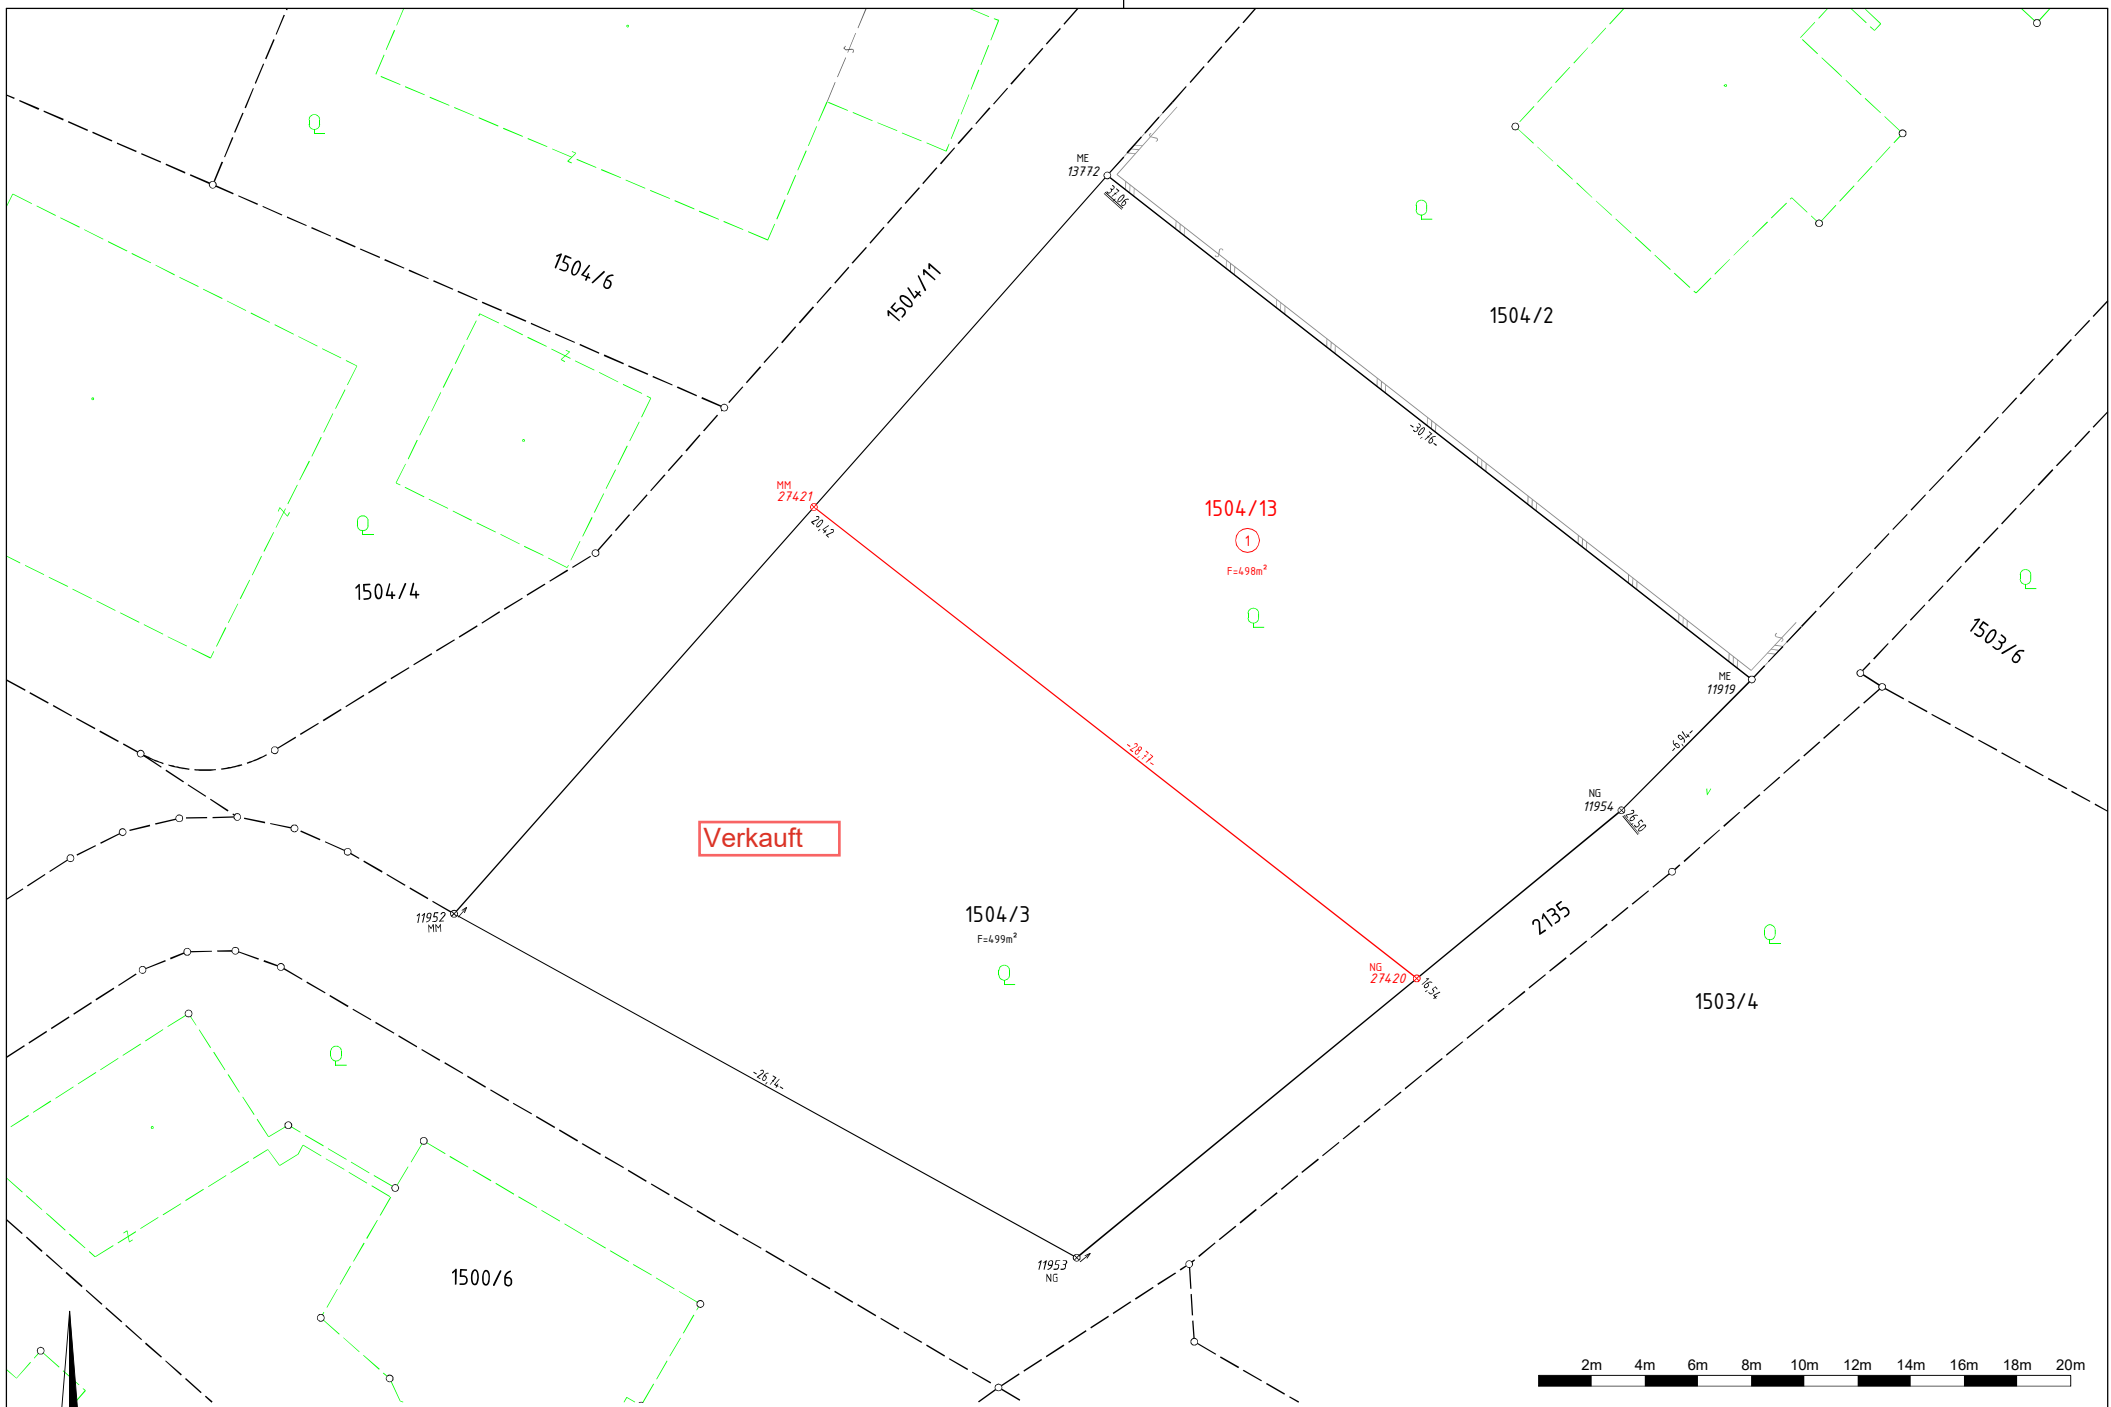 ME
13772
37,06
1504/6
1504/11
1504/2
-30,76-
MM
27421
20,42
1504/13
1
F=498m²
1504/4
1503/6
ME
11919
-6,94-
-28,77-
NG
11954
26,50
v
Verkauft
11952
MM
1504/3
F=499m²
2135
NG
27420
16,54
1503/4
-26,74-
11953
NG
1500/6
2m 4m 6m 8m 10m 12m 14m 16m 18m 20m